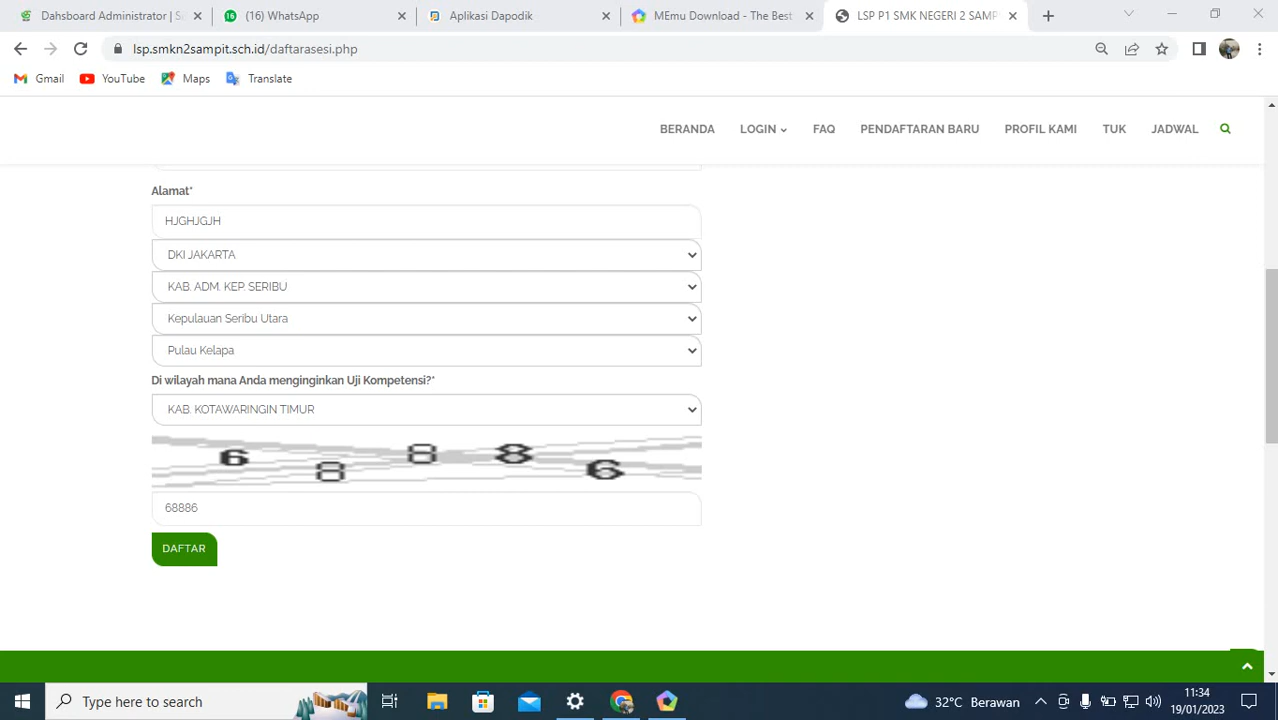 Dahsboard Administrator | S
(16) WhatsApp
Aplikasi Dapodik
MEmu Download - The Best
LSP P1 SMK NEGERI 2 SAMP
lsp.smkn2sampit.sch.id/daftarasesi.php
Gmail YouTube Maps Translate
BERANDA LOGIN FAQ PENDAFTARAN BARU PROFIL KAMI TUK JADWAL
Alamat*
HJGHJGJH
DKI JAKARTA
KAB. ADM. KEP. SERIBU
Kepulauan Seribu Utara
Pulau Kelapa
Di wilayah mana Anda menginginkan Uji Kompetensi?*
KAB. KOTAWARINGIN TIMUR
6 8 8 8 6
68886
DAFTAR
Type here to search
32°C Berawan
11:34
19/01/2023